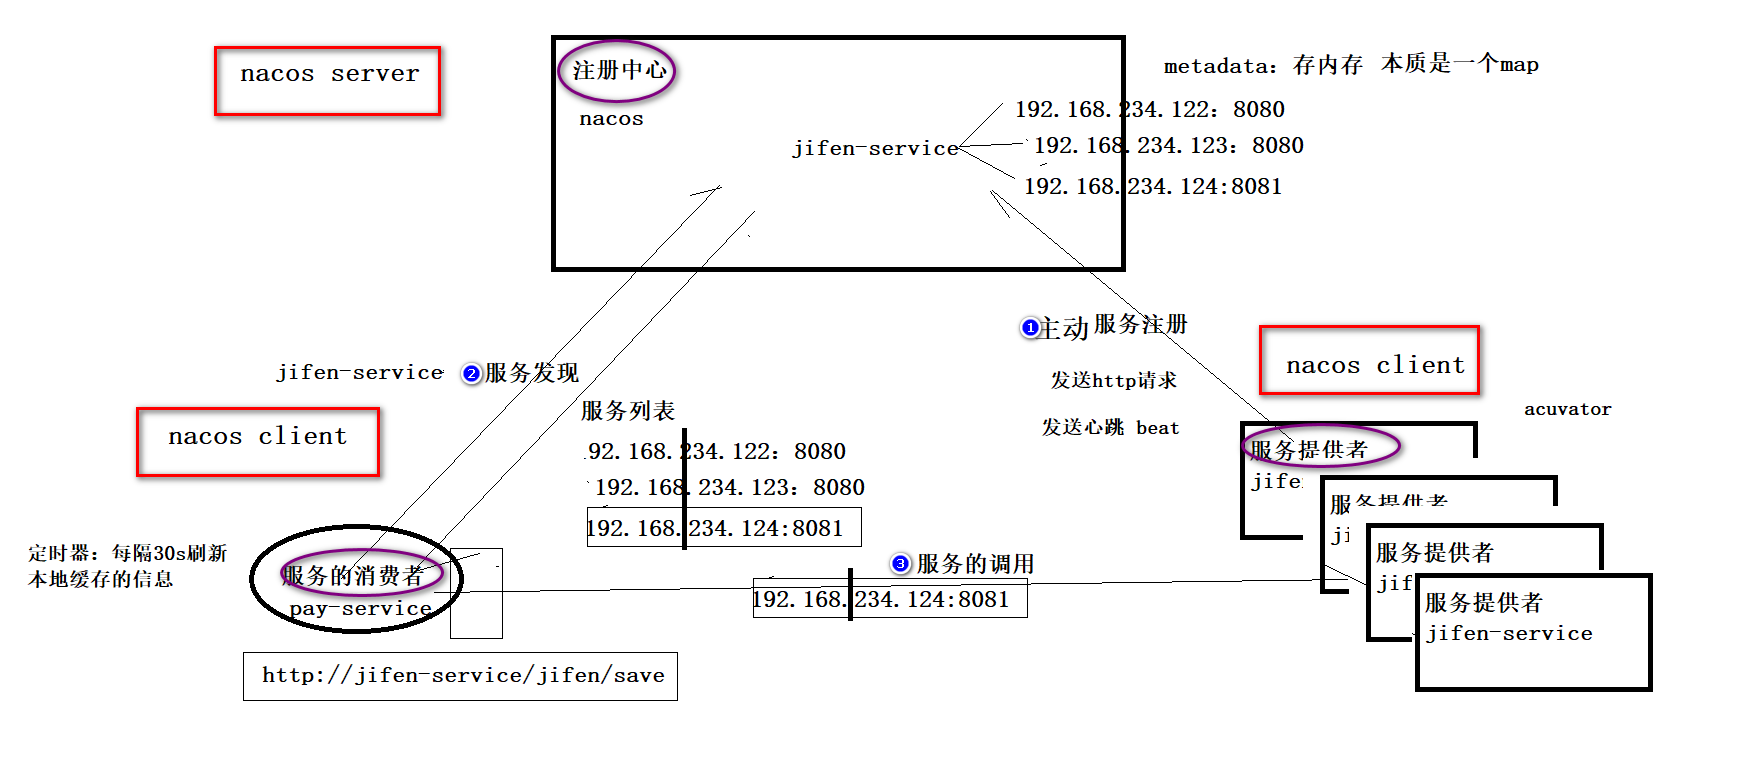 nacos server
注册中心
nacos
metadata：存内存 本质是一个map
jifen-service
192.168.234.122：8080
192.168.234.123：8080
192.168.234.124:8081
1
主动 服务注册
发送http请求
发送心跳 beat
nacos client
acuvator
jifen-service
2
服务发现
nacos client
服务列表
.92.168.234.122：8080
192.168.234.123：8080
192.168.234.124:8081
定时器：每隔30s刷新
本地缓存的信息
服务的消费者
pay-service
3
服务的调用
192.168.234.124:8081
http://jifen-service/jifen/save
服务提供者
jife
服务提供者
ji
服务提供者
jif
服务提供者
jifen-service